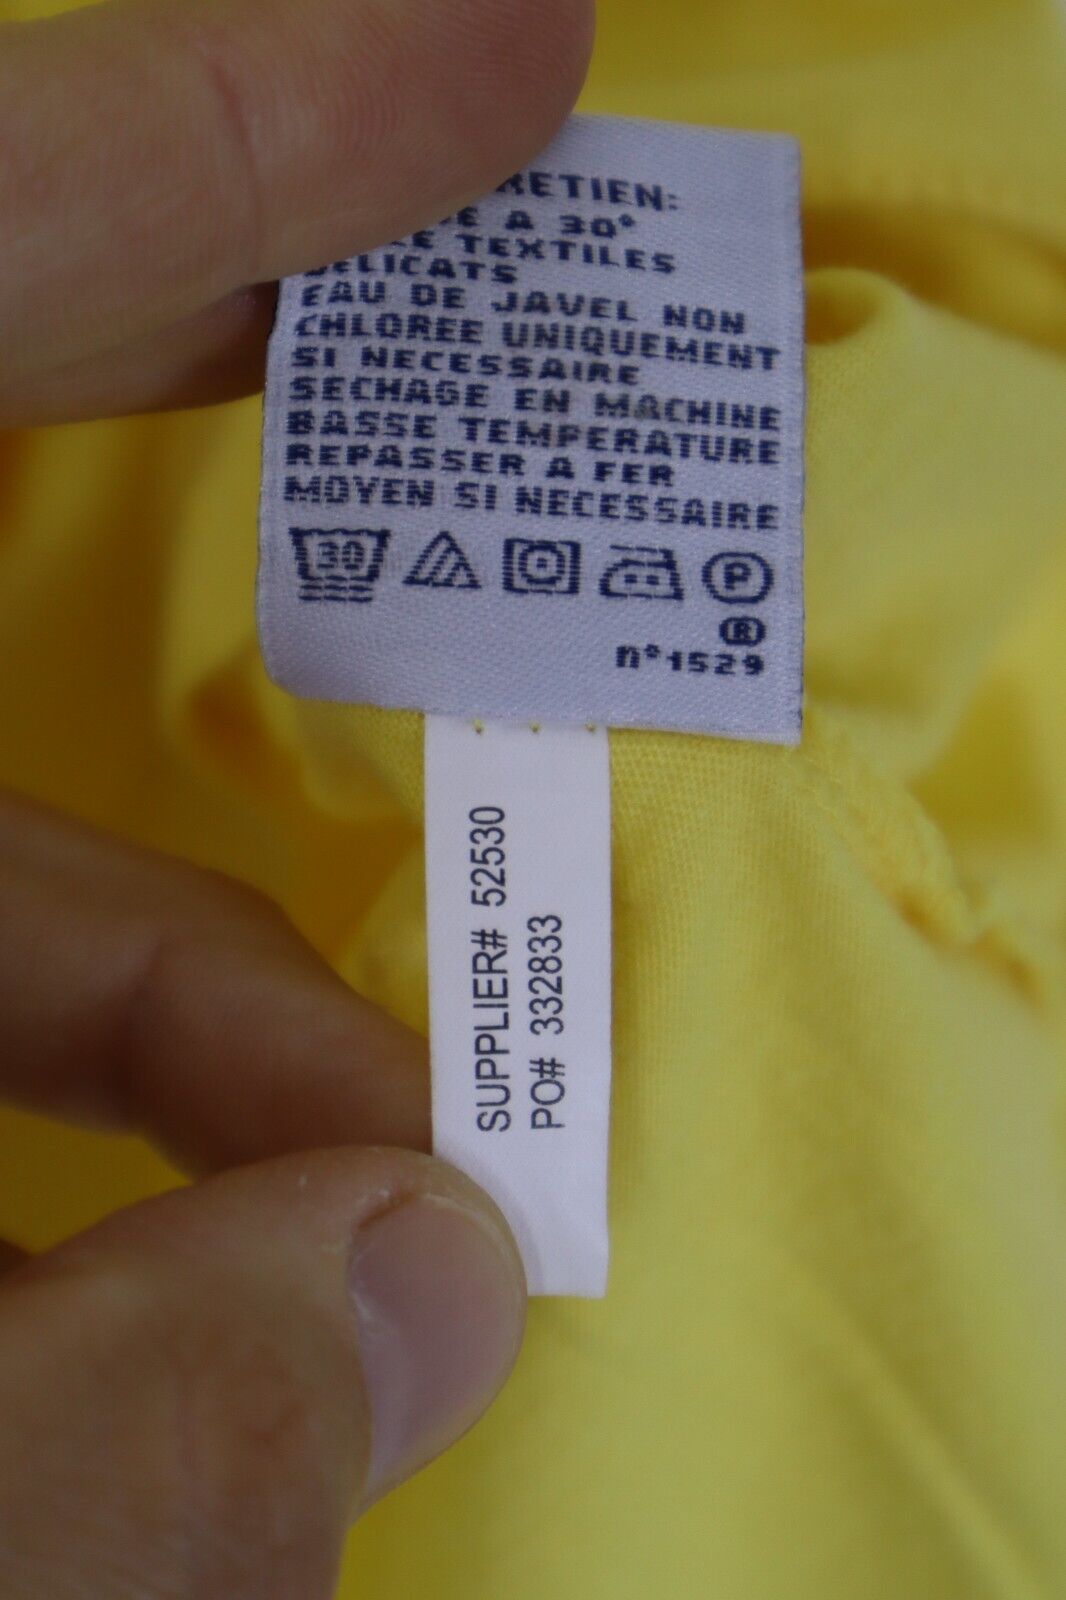 RETIEN:
A 30°
TEXTILES
DELICATS
EAU DE JAVEL NON
CHLOREE UNIQUEMENT
SI NECESSAIRE
SECHAGE EN MACHINE
BASSE TEMPERATURE
REPASSER A FER
MOYEN SI NECESSAIRE
30 P
®
n°1529
SUPPLIER# 52530
PO# 332833